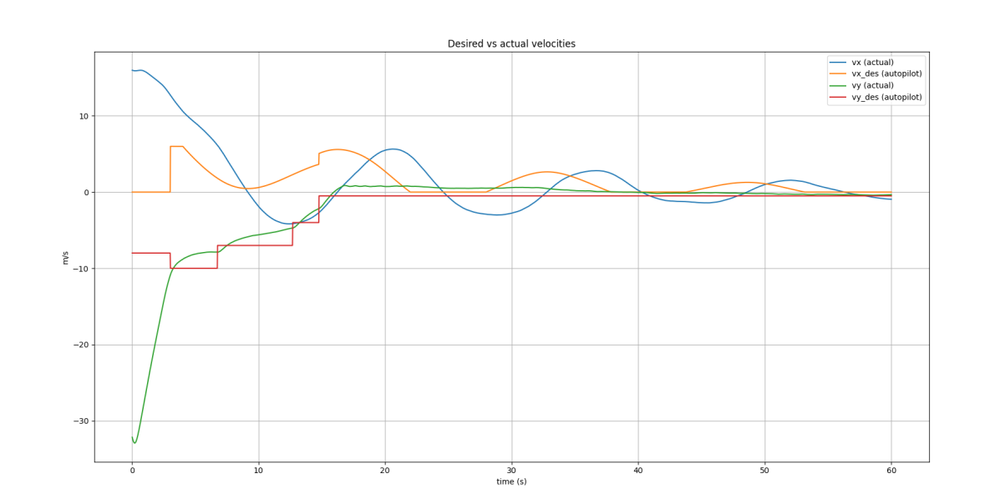 Desired vs actual velocities
vx (actual)
vx_des (autopilot)
vy (actual)
vy_des (autopilot)
m/s
10
0
−10
−20
−30
0 10 20 30 40 50 60
time (s)